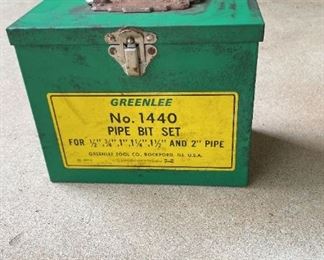 GREENLEE
No. 1440
PIPE BIT SET
FOR ½", ¾", 1", 1¼", 1½" AND 2" PIPE
GREENLEE TOOL CO., ROCKFORD, ILL. U.S.A.